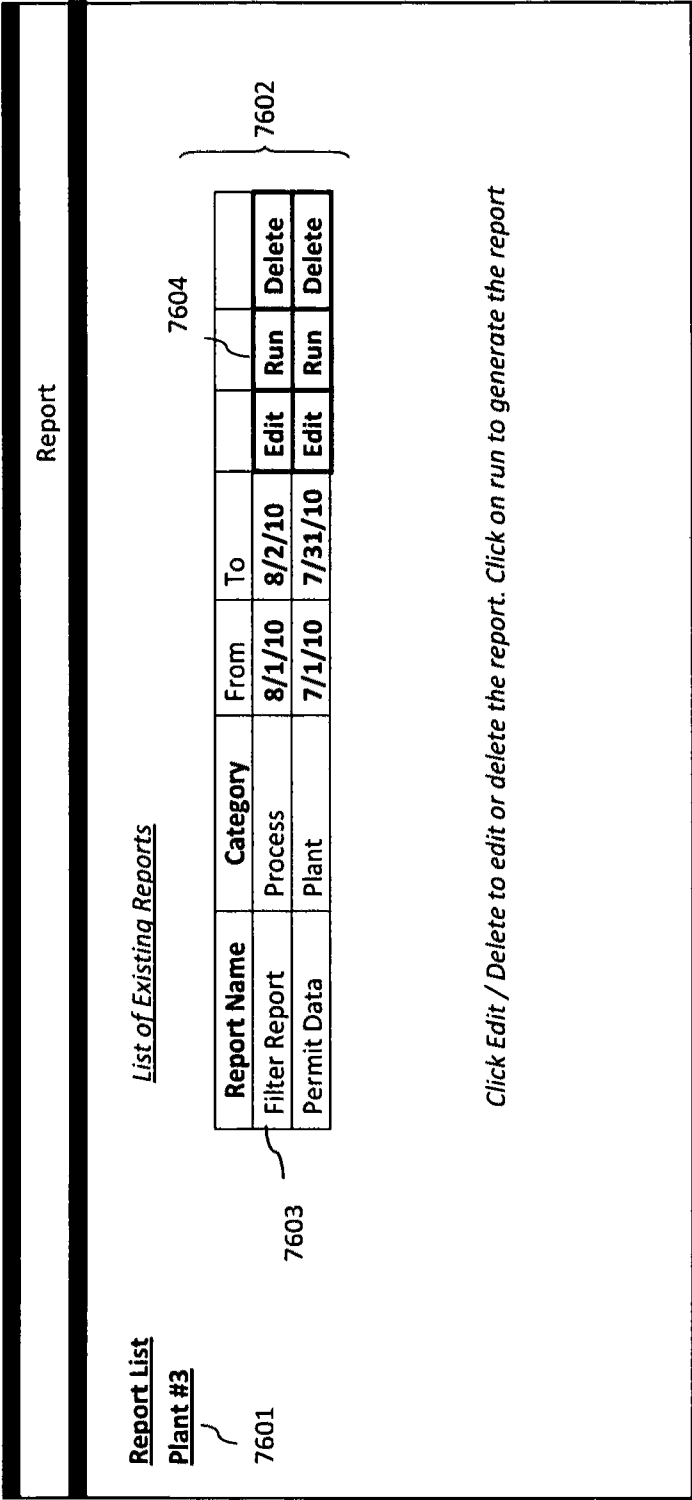 Report
Report List
Plant #3
7601
List of Existing Reports
7604
7602
Report Name Category From To
Filter Report Process 8/1/10 8/2/10 Edit Run Delete
Permit Data Plant 7/1/10 7/31/10 Edit Run Delete
7603
Click Edit / Delete to edit or delete the report. Click on run to generate the report